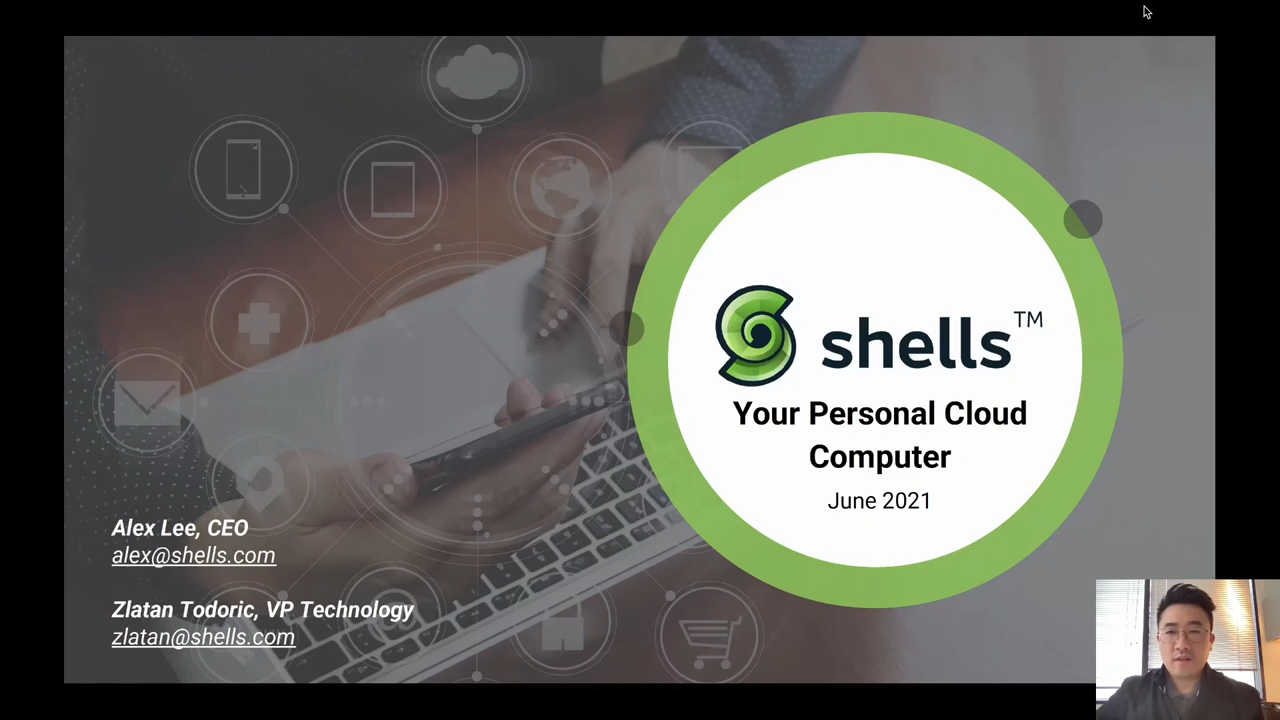 shells™
Your Personal Cloud
Computer
June 2021
Alex Lee, CEO
alex@shells.com
Zlatan Todoric, VP Technology
zlatan@shells.com